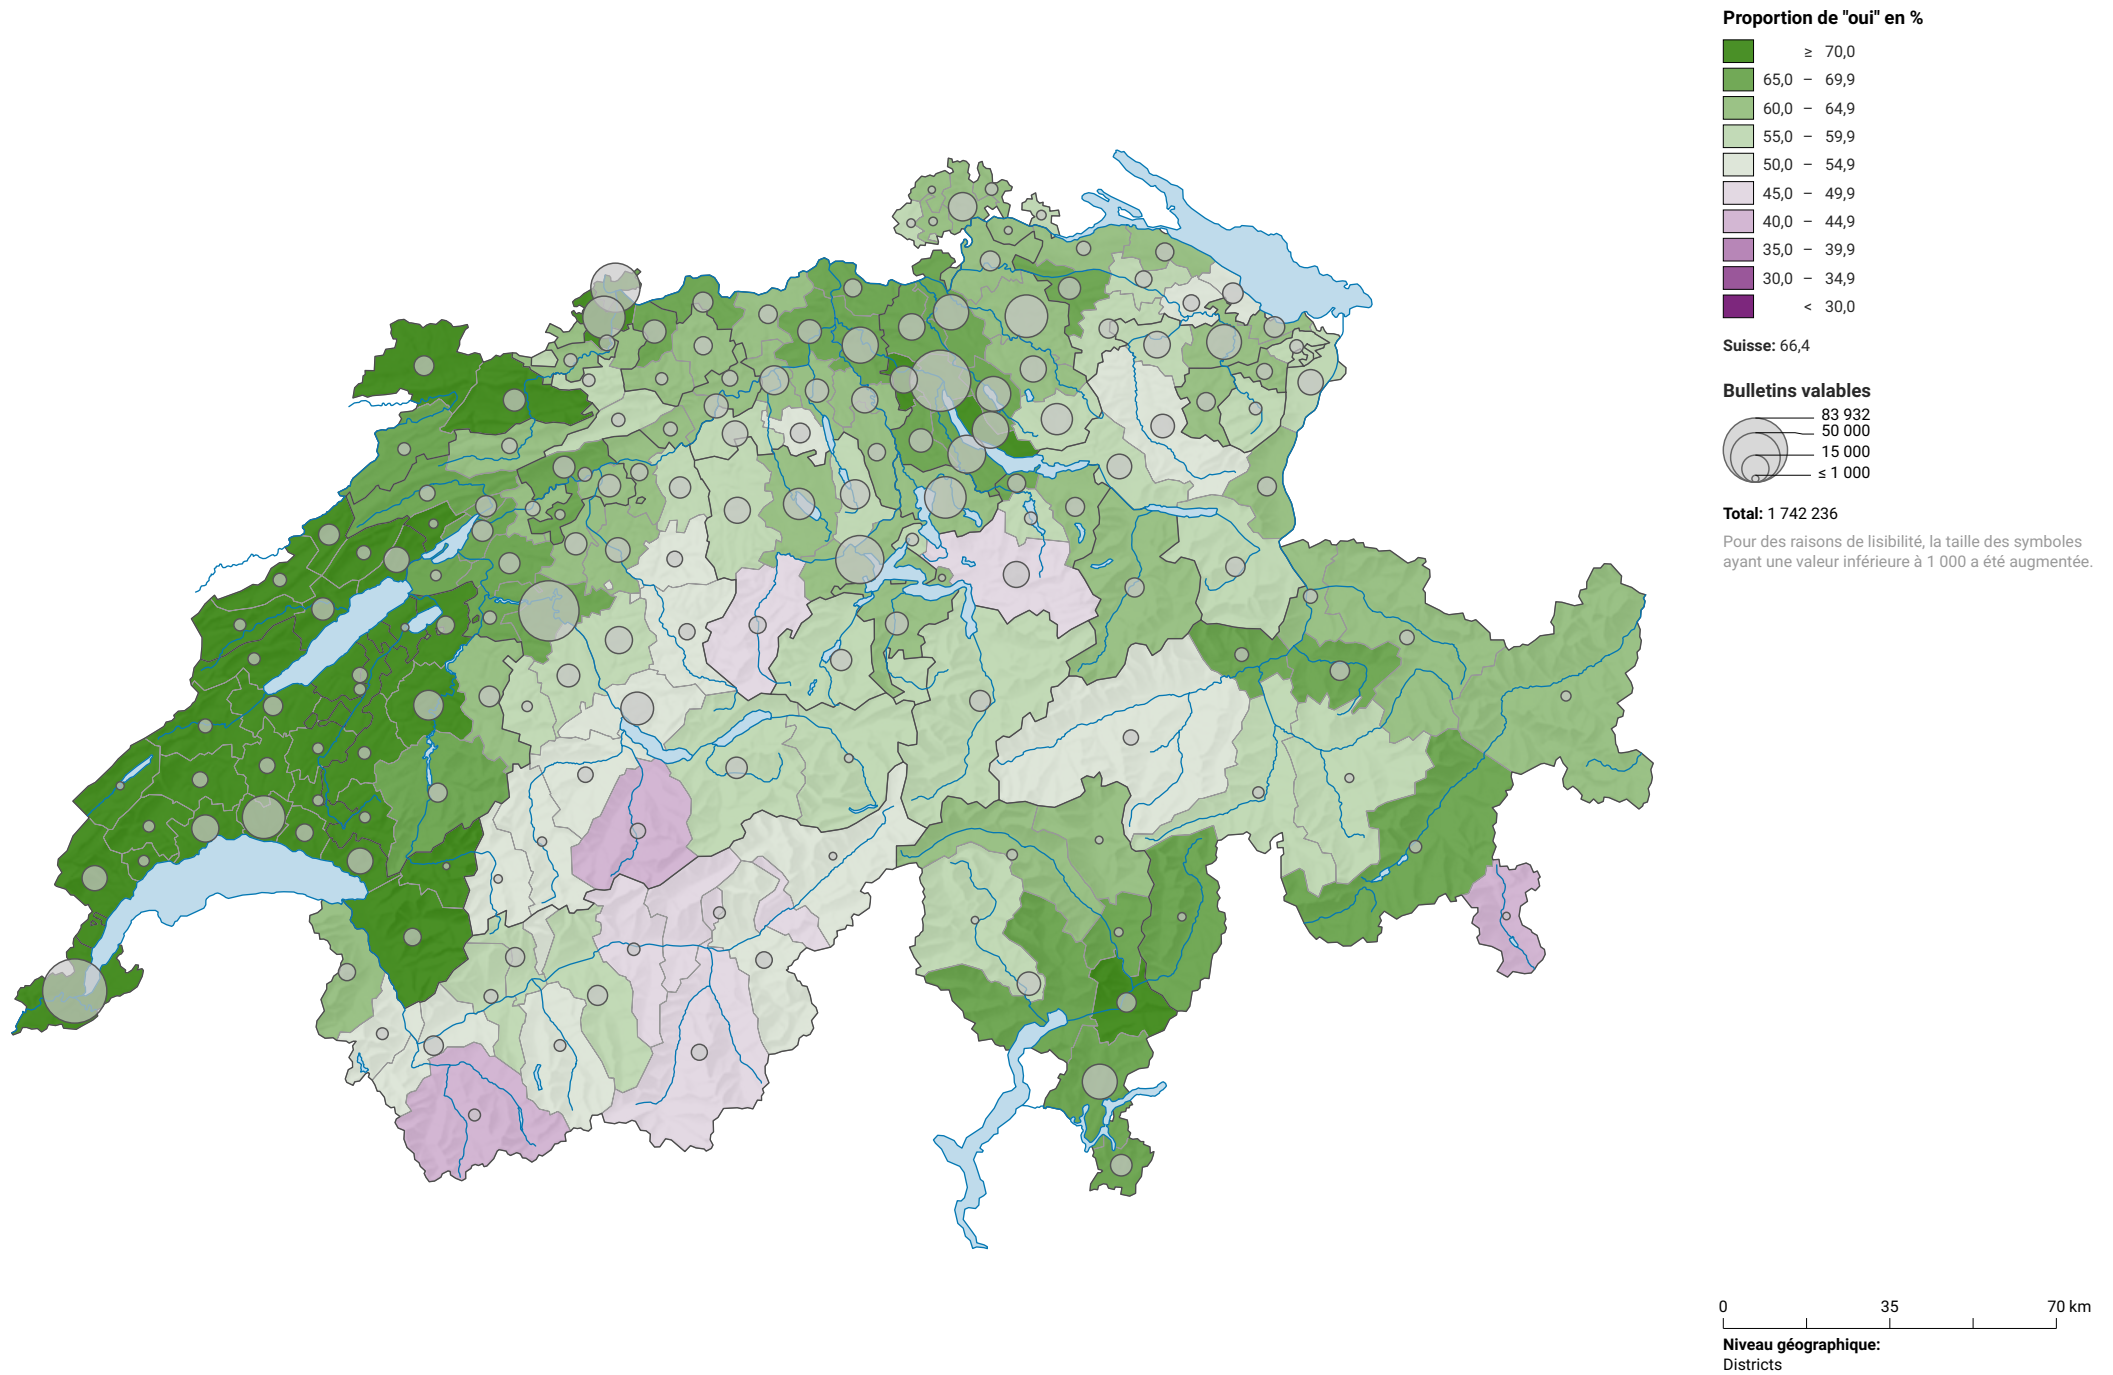 Proportion de "oui" en %
≥ 70,0
65,0 – 69,9
60,0 – 64,9
55,0 – 59,9
50,0 – 54,9
45,0 – 49,9
40,0 – 44,9
35,0 – 39,9
30,0 – 34,9
< 30,0
Suisse: 66,4
Bulletins valables
83 932
50 000
15 000
≤ 1 000
Total: 1 742 236
Pour des raisons de lisibilité, la taille des symboles
ayant une valeur inférieure à 1 000 a été augmentée.
0 35 70 km
Niveau géographique:
Districts